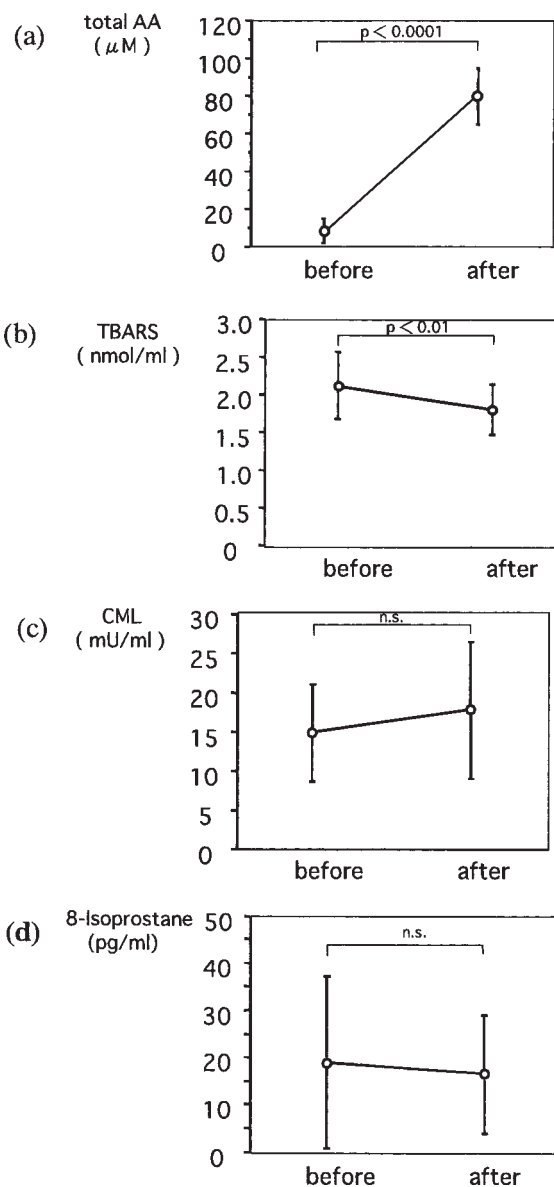 (a) total AA
( μM )
120
100
80
60
40
20
0
p < 0.0001
before after
(b) TBARS
( nmol/ml )
3.0
2.5
2.0
1.5
1.0
0.5
0
p < 0.01
before after
(c) CML
( mU/ml )
30
25
20
15
10
5
0
n.s.
before after
(d) 8-Isoprostane
(pg/ml)
50
40
30
20
10
0
n.s.
before after